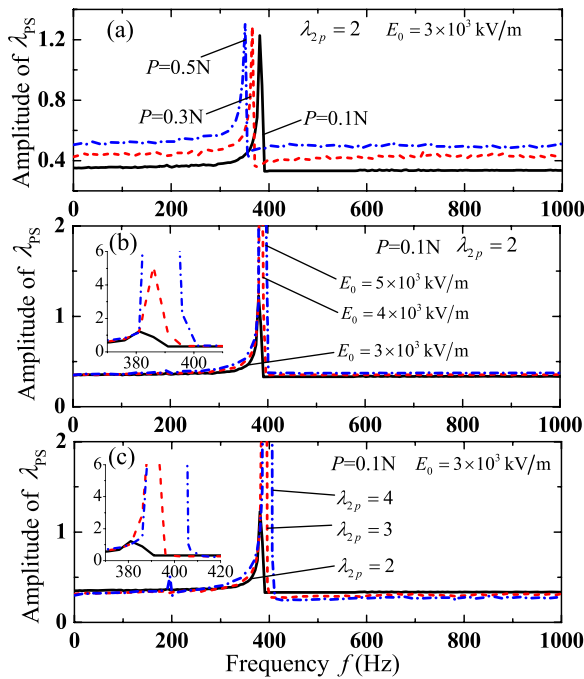 (a) λ2p = 2 E0 = 3×10³ kV/m
P=0.5N
P=0.3N
P=0.1N
Amplitude of λPS
1.2
0.8
0.4
0 200 400 600 800 1000
(b) P=0.1N λ2p = 2
E0 = 5×10³ kV/m
E0 = 4×10³ kV/m
E0 = 3×10³ kV/m
Amplitude of λPS
2
1
0
6
4
2
0
380 400
0 200 400 600 800 1000
(c) P=0.1N E0 = 3×10³ kV/m
λ2p = 4
λ2p = 3
λ2p = 2
Amplitude of λPS
2
1
0
6
4
2
0
380 400 420
0 200 400 600 800 1000
Frequency f (Hz)